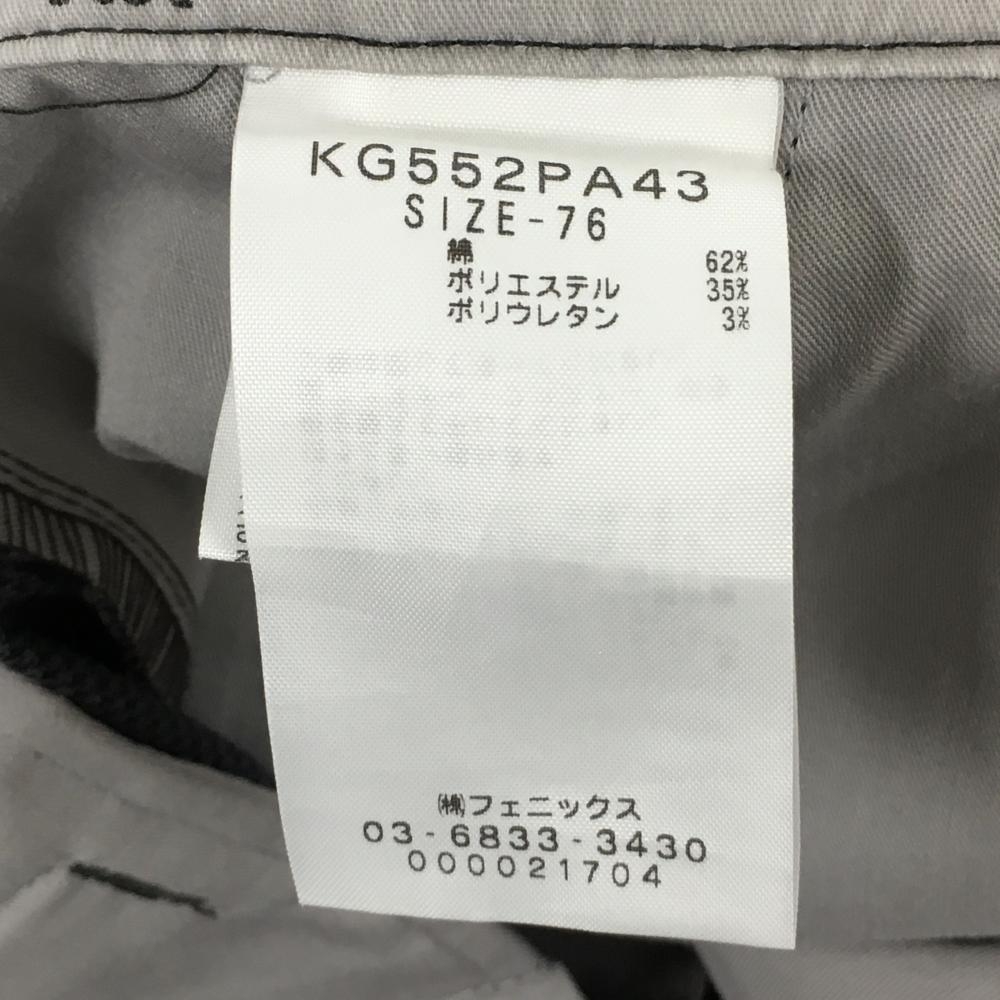 KG552PA43
SIZE-76
綿 62%
ポリエステル 35%
ポリウレタン 3%
㈱フェニックス
03-6833-3430
000021704